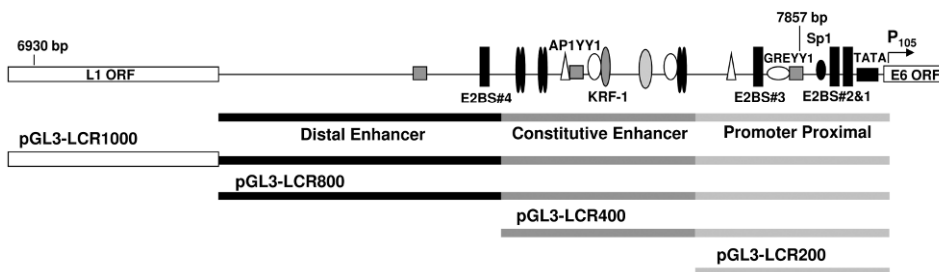 6930 bp
7857 bp
P105
AP1YY1
Sp1
GREYY1
TATA
L1 ORF
E6 ORF
E2BS#4
KRF-1
E2BS#3
E2BS#2&1
Distal Enhancer
Constitutive Enhancer
Promoter Proximal
pGL3-LCR1000
pGL3-LCR800
pGL3-LCR400
pGL3-LCR200